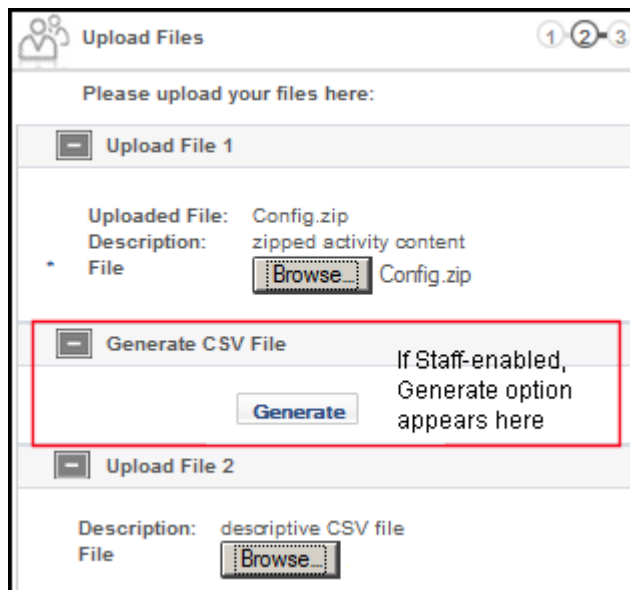 Upload Files 1 2 3
Please upload your files here:
Upload File 1
Uploaded File: Config.zip
Description: zipped activity content
* File Browse... Config.zip
Generate CSV File
If Staff-enabled,
Generate option
appears here
Generate
Upload File 2
Description: descriptive CSV file
File Browse...